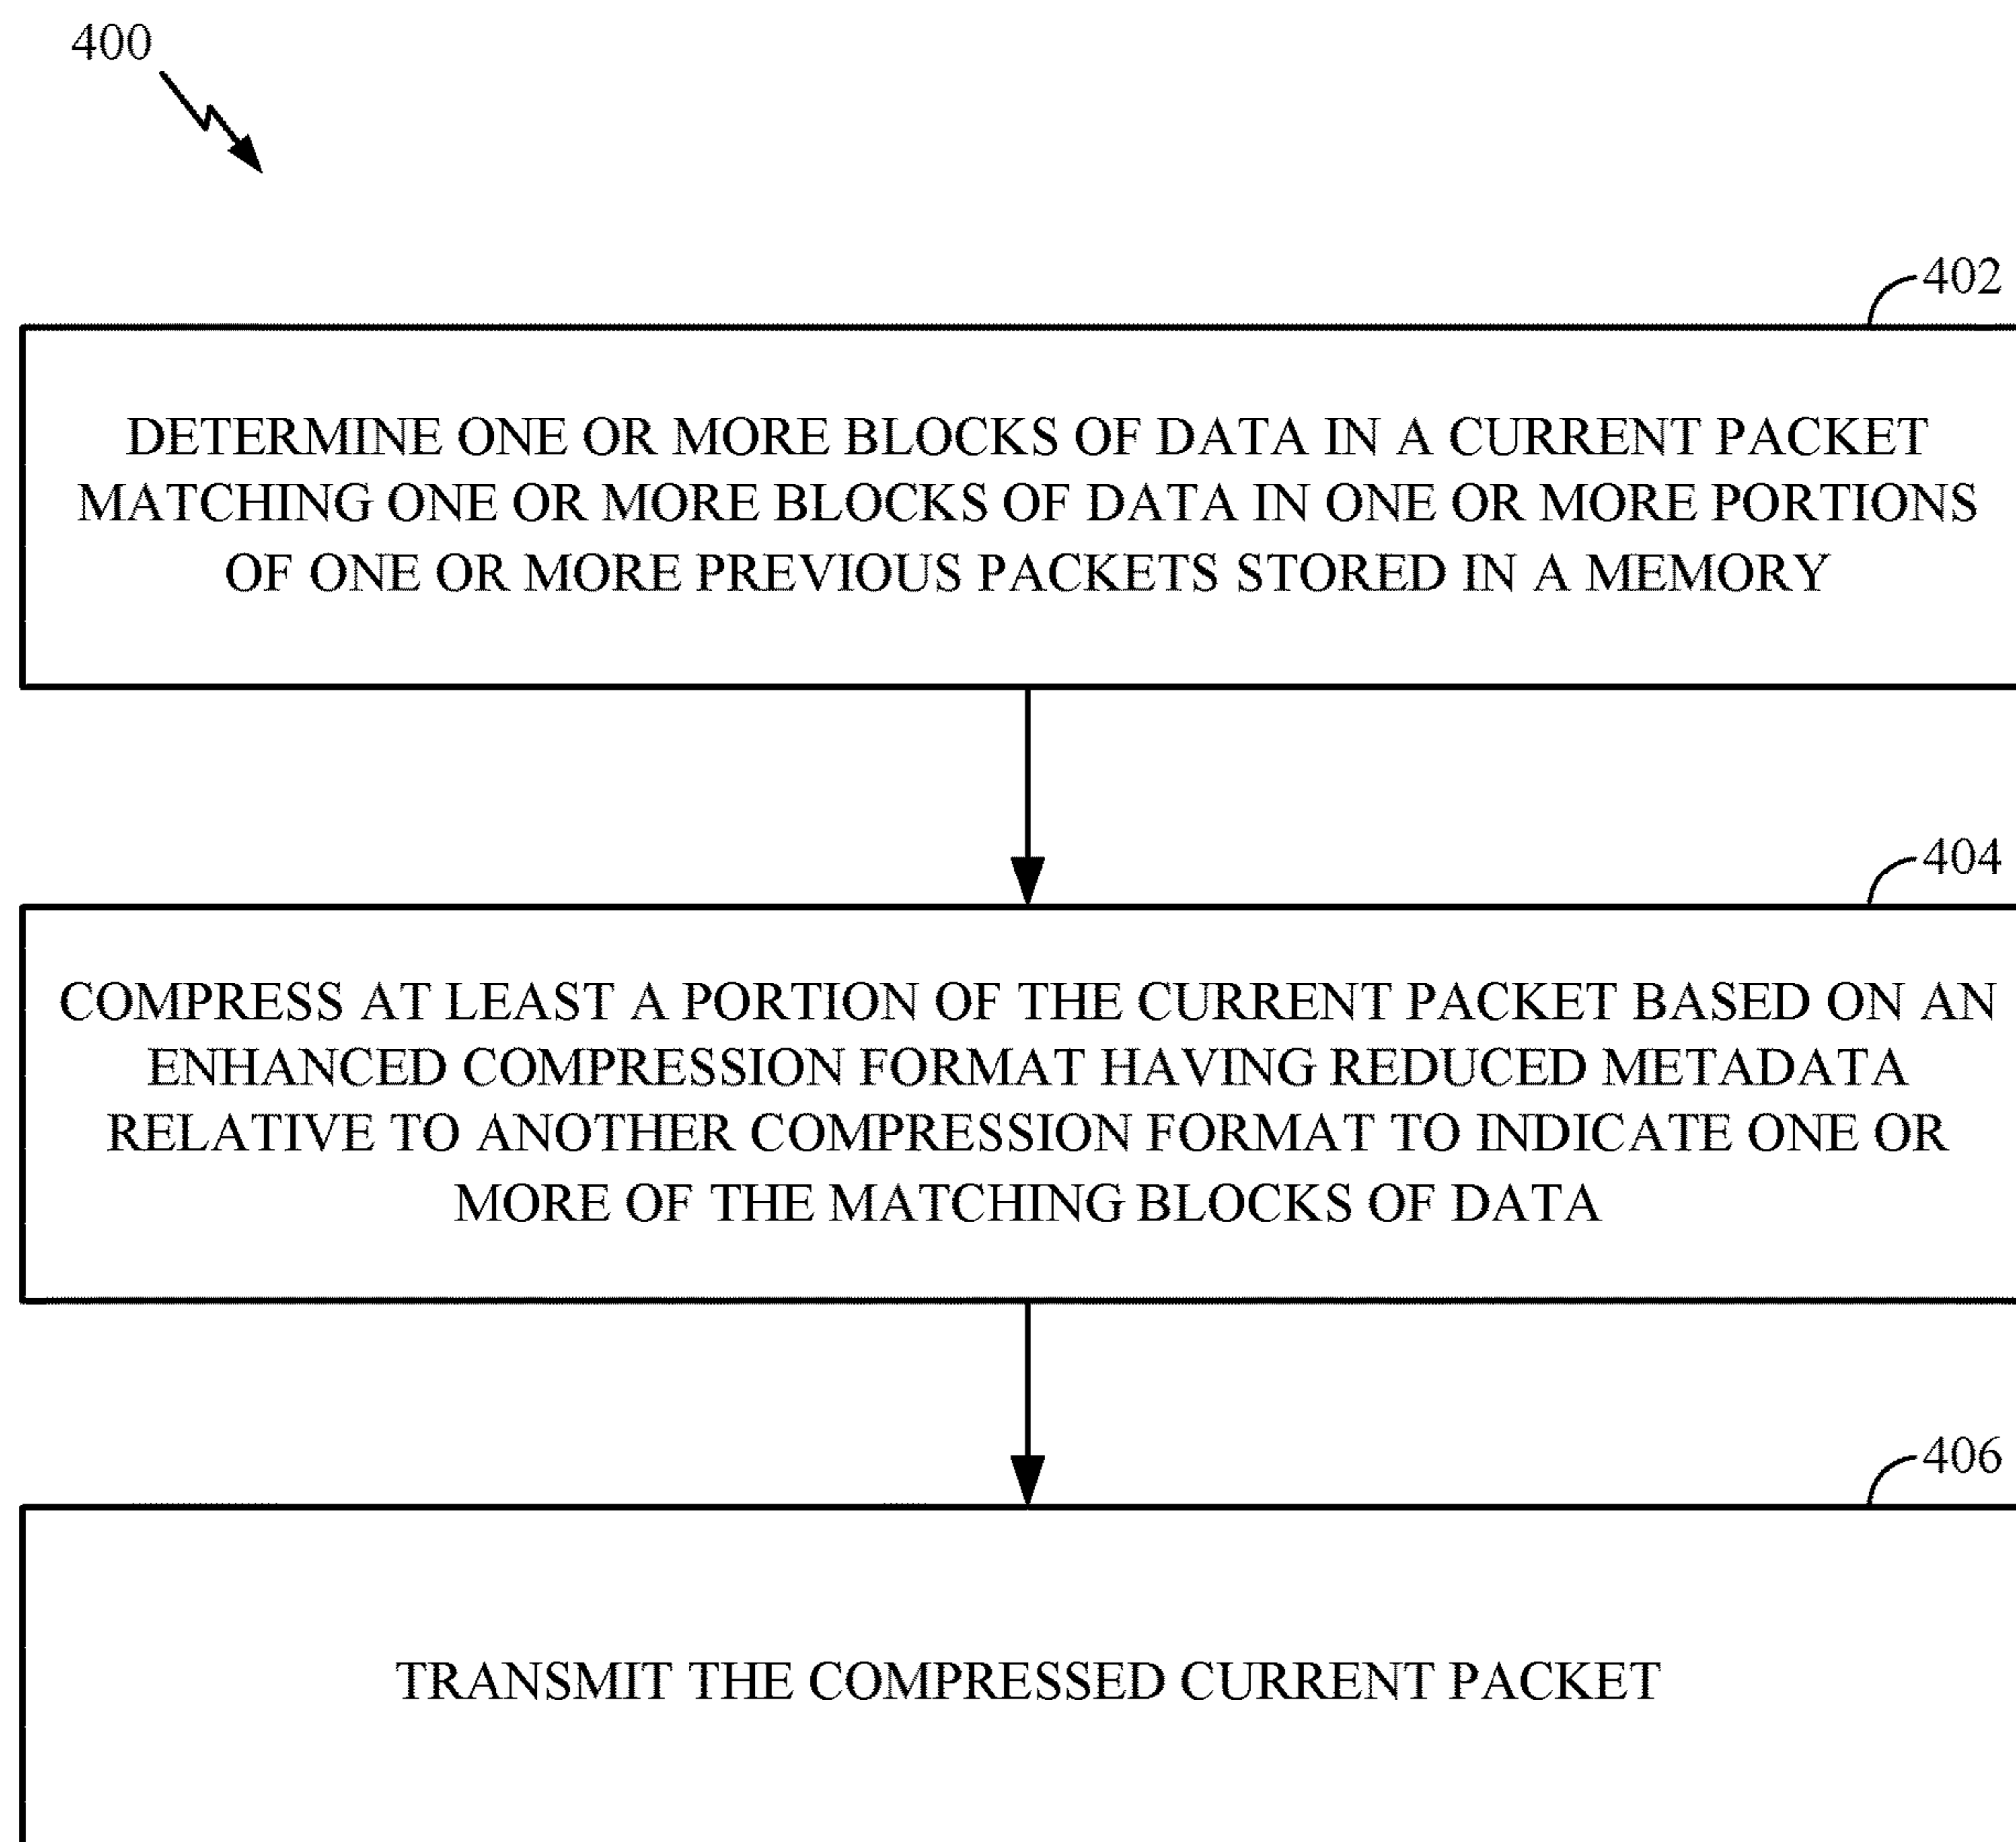 400
402
DETERMINE ONE OR MORE BLOCKS OF DATA IN A CURRENT PACKET
MATCHING ONE OR MORE BLOCKS OF DATA IN ONE OR MORE PORTIONS
OF ONE OR MORE PREVIOUS PACKETS STORED IN A MEMORY
404
COMPRESS AT LEAST A PORTION OF THE CURRENT PACKET BASED ON AN
ENHANCED COMPRESSION FORMAT HAVING REDUCED METADATA
RELATIVE TO ANOTHER COMPRESSION FORMAT TO INDICATE ONE OR
MORE OF THE MATCHING BLOCKS OF DATA
406
TRANSMIT THE COMPRESSED CURRENT PACKET